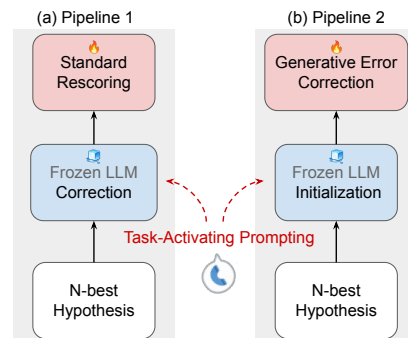 (a) Pipeline 1
Standard
Rescoring
Frozen LLM
Correction
N-best
Hypothesis
(b) Pipeline 2
Generative Error
Correction
Frozen LLM
Initialization
N-best
Hypothesis
Task-Activating Prompting